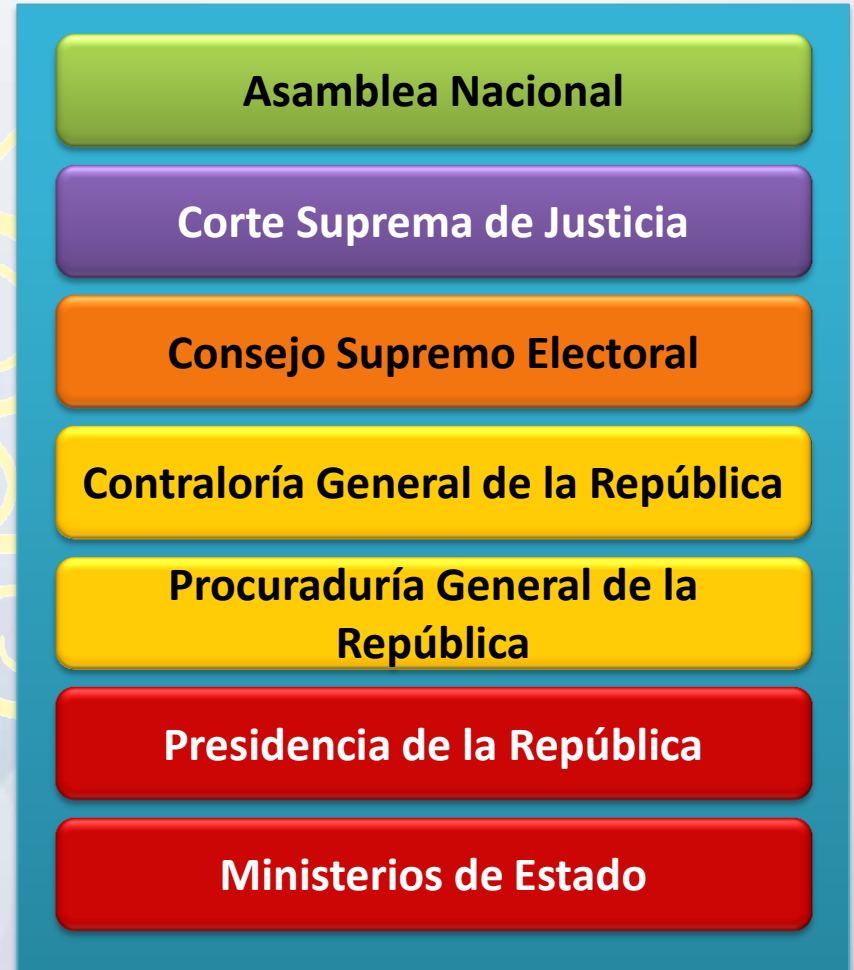 Asamblea Nacional
Corte Suprema de Justicia
Consejo Supremo Electoral
Contraloría General de la República
Procuraduría General de la
República
Presidencia de la República
Ministerios de Estado